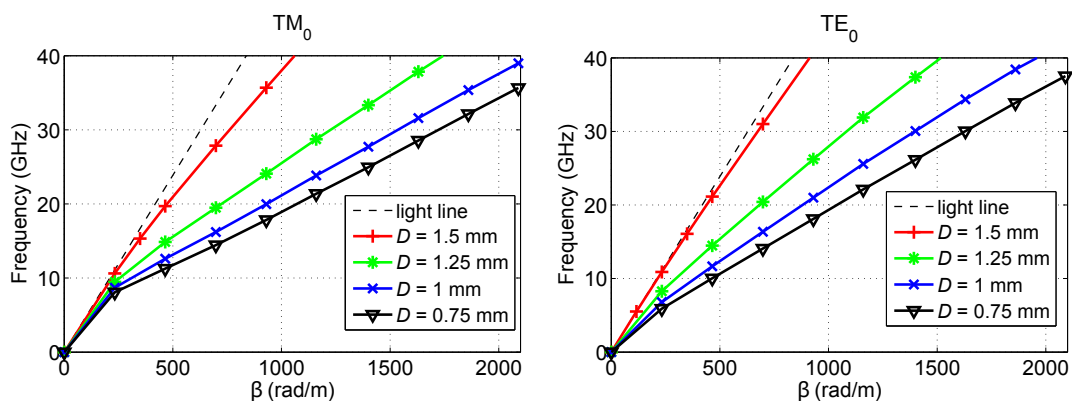 TM₀
Frequency (GHz)
40
30
20
10
0
0
500
1000
1500
2000
β (rad/m)
light line
D = 1.5 mm
D = 1.25 mm
D = 1 mm
D = 0.75 mm
TE₀
Frequency (GHz)
40
30
20
10
0
0
500
1000
1500
2000
β (rad/m)
light line
D = 1.5 mm
D = 1.25 mm
D = 1 mm
D = 0.75 mm